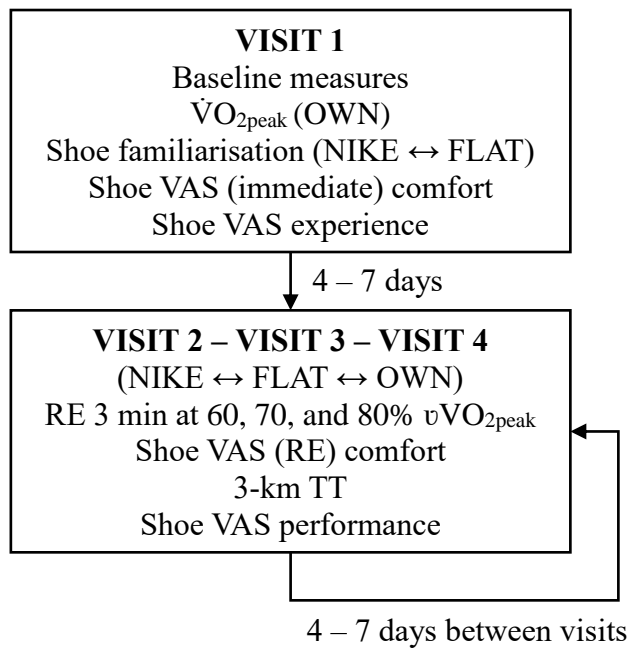 VISIT 1
Baseline measures
V̇O₂peak (OWN)
Shoe familiarisation (NIKE ↔ FLAT)
Shoe VAS (immediate) comfort
Shoe VAS experience
4 – 7 days
VISIT 2 – VISIT 3 – VISIT 4
(NIKE ↔ FLAT ↔ OWN)
RE 3 min at 60, 70, and 80% ʋVO₂peak
Shoe VAS (RE) comfort
3-km TT
Shoe VAS performance
4 – 7 days between visits